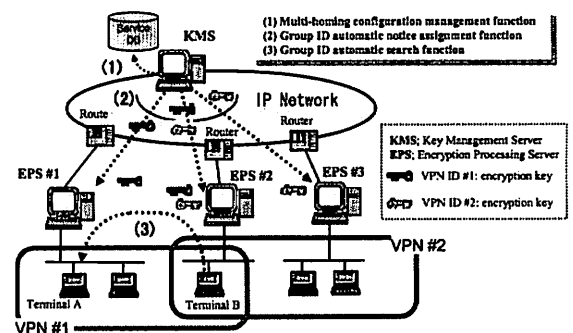 Service
DB
KMS
(1) Multi-homing configuration management function
(2) Group ID automatic notice assignment function
(3) Group ID automatic search function
(1)
(2)
IP Network
Route
Router
Router
KMS; Key Management Server
EPS; Encryption Processing Server
VPN ID #1: encryption key
VPN ID #2: encryption key
EPS #1
EPS #2
EPS #3
(3)
VPN #2
Terminal A
Terminal B
VPN #1